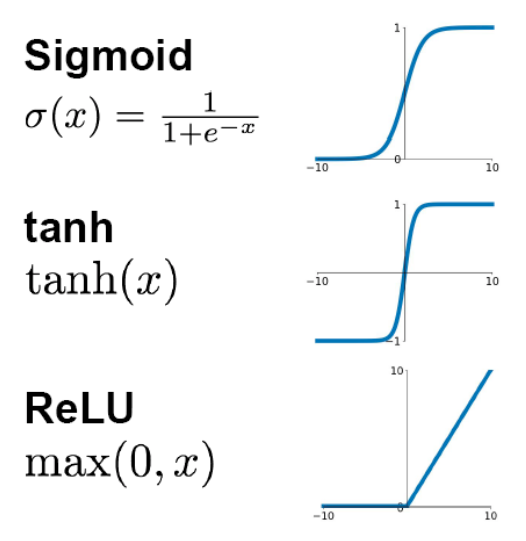 Sigmoid
σ(x) = 1/(1+e^{-x})
1
0
-10 10
tanh
tanh(x)
1
-10 10
-1
ReLU
max(0, x)
10
0
-10 10